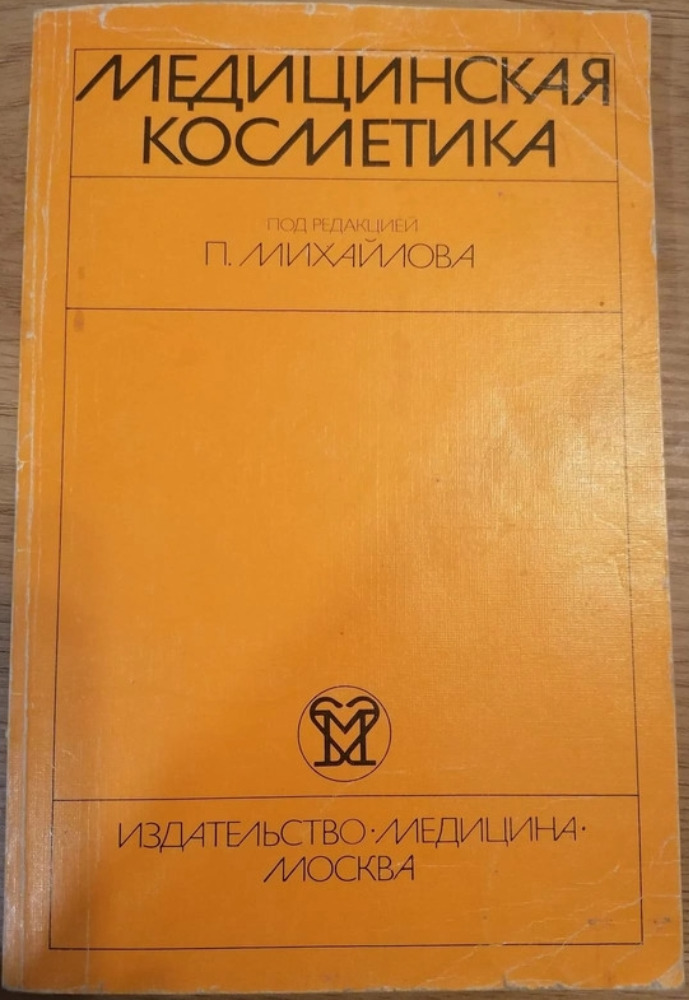 МЕДИЦИНСКАЯ
КОСМЕТИКА
ПОД РЕДАКЦИЕЙ
П. МИХАЙЛОВА
М
ИЗДАТЕЛЬСТВО·МЕДИЦИНА·
МОСКВА